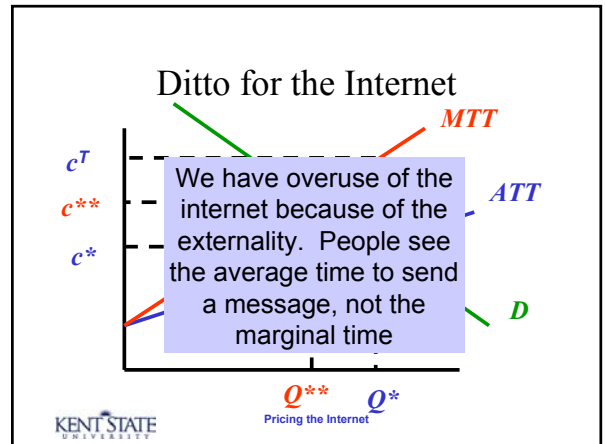 Ditto for the Internet
MTT
c^T
c**
c*
We have overuse of the
internet because of the
externality. People see
the average time to send
a message, not the
marginal time
ATT
D
Q**
Q*
Pricing the Internet
KENT STATE
UNIVERSITY